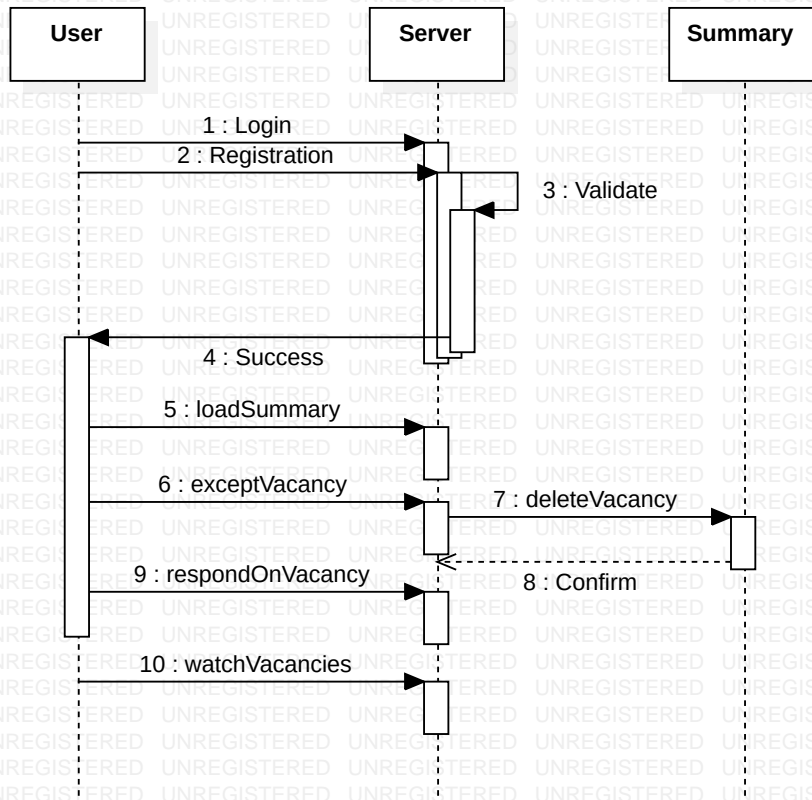 User
Server
Summary
1 : Login
2 : Registration
3 : Validate
4 : Success
5 : loadSummary
6 : exceptVacancy
7 : deleteVacancy
8 : Confirm
9 : respondOnVacancy
10 : watchVacancies
UNREGISTERED